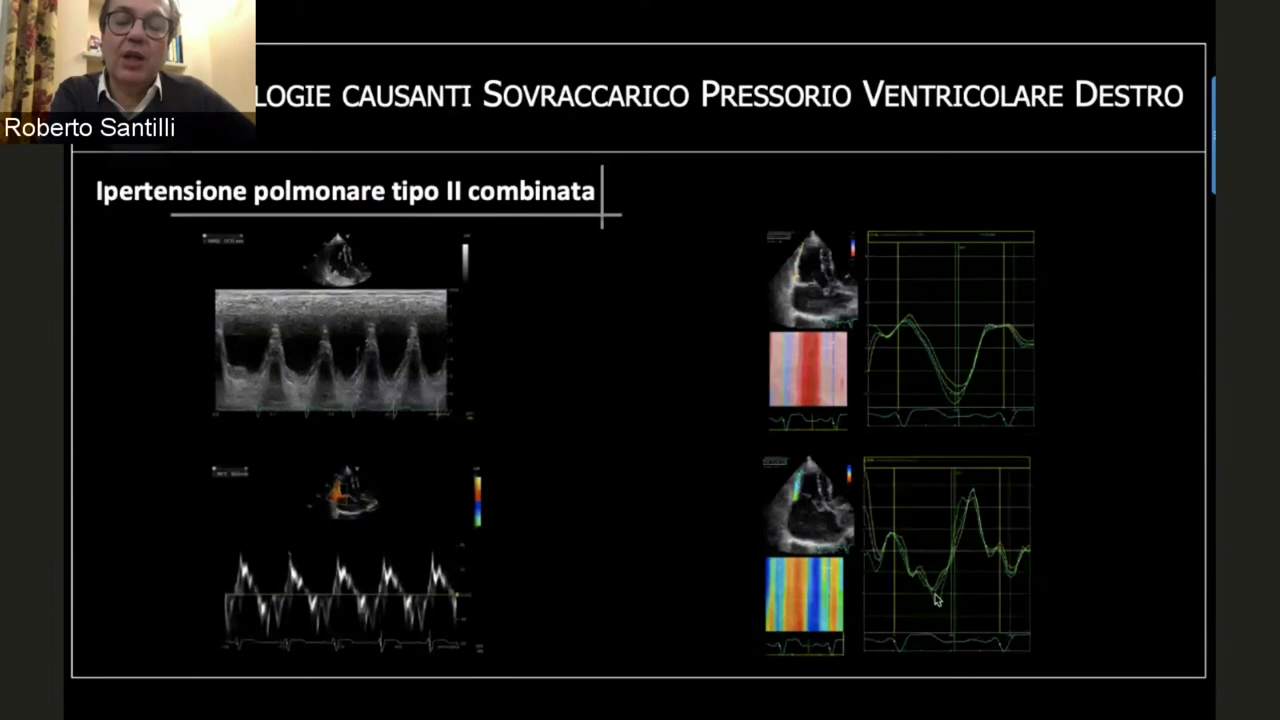 LOGIE CAUSANTI SOVRACCARICO PRESSORIO VENTRICOLARE DESTRO
Roberto Santilli
Ipertensione polmonare tipo II combinata